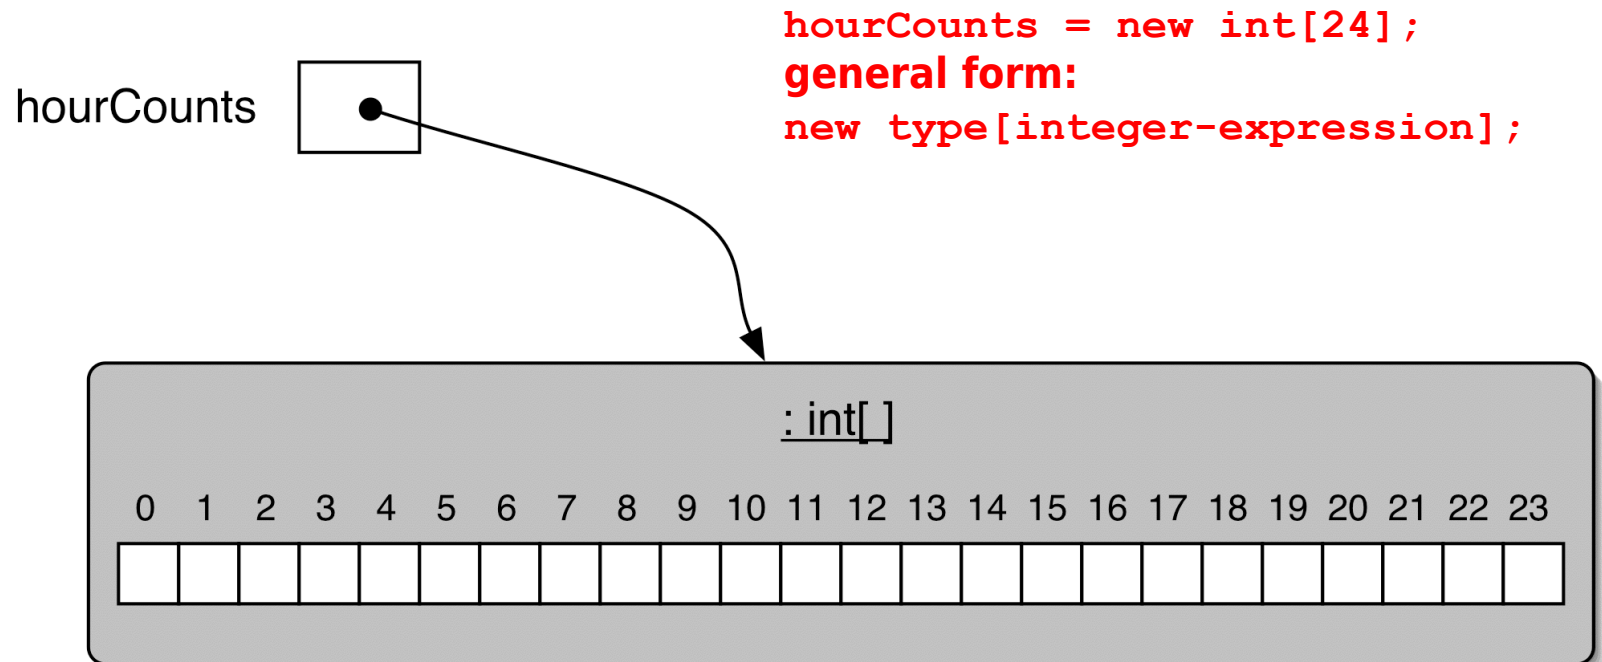 hourCounts = new int[24];
general form:
new type[integer-expression];
hourCounts
: int[ ]
0 1 2 3 4 5 6 7 8 9 10 11 12 13 14 15 16 17 18 19 20 21 22 23